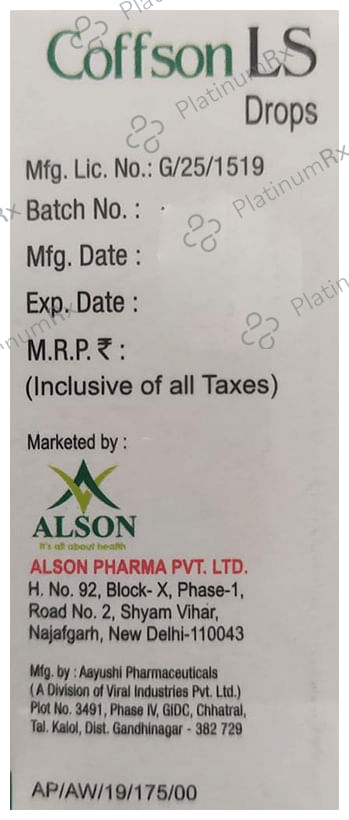 Coffson LS
Drops
Mfg. Lic. No.: G/25/1519
Batch No. :
Mfg. Date :
Exp. Date :
M.R.P. ₹ :
(Inclusive of all Taxes)
Marketed by :
ALSON
It's all about health
ALSON PHARMA PVT. LTD.
H. No. 92, Block- X, Phase-1,
Road No. 2, Shyam Vihar,
Najafgarh, New Delhi-110043
Mfg. by : Aayushi Pharmaceuticals
(A Division of Viral Industries Pvt. Ltd.)
Plot No. 3491, Phase IV, GIDC, Chhatral,
Tal. Kalol, Dist. Gandhinagar - 382 729
AP/AW/19/175/00
PlatinumRx
PlatinumRx
PlatinumRx